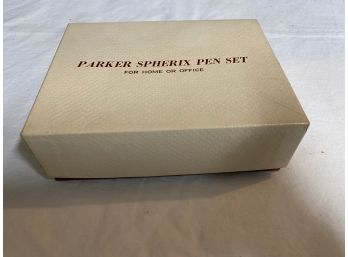 PARKER SPHERIX PEN SET
FOR HOME OR OFFICE